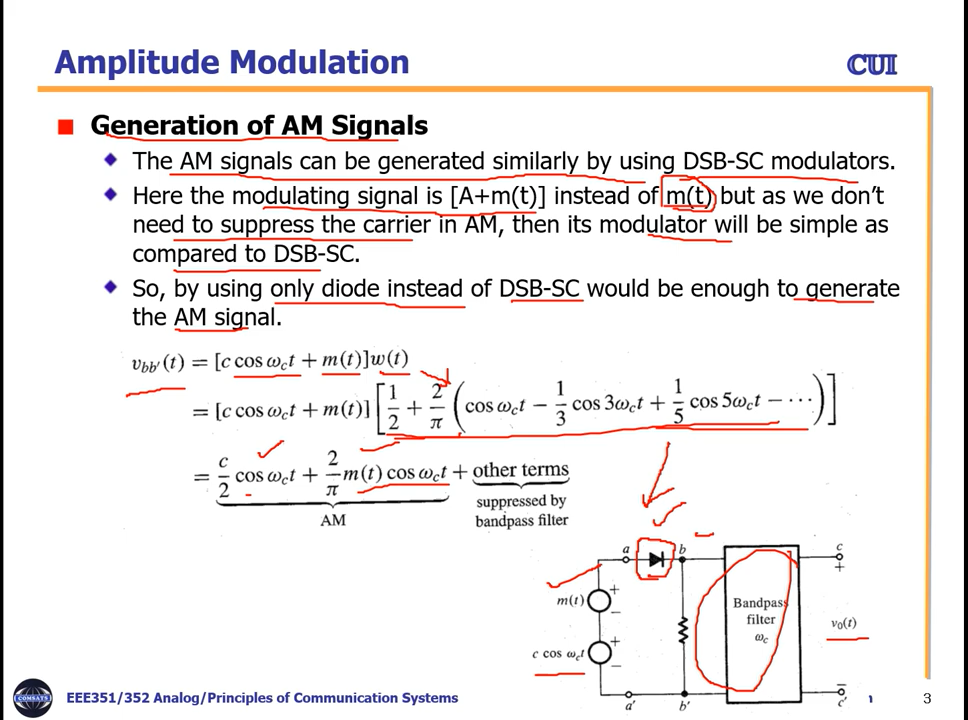 Amplitude Modulation
CUI
Generation of AM Signals
The AM signals can be generated similarly by using DSB-SC modulators.
Here the modulating signal is [A+m(t)] instead of m(t) but as we don't
need to suppress the carrier in AM, then its modulator will be simple as
compared to DSB-SC.
So, by using only diode instead of DSB-SC would be enough to generate
the AM signal.
v_bb'(t) = [c cos ω_c t + m(t)]w(t)
= [c cos ω_c t + m(t)] [1/2 + 2/π (cos ω_c t − 1/3 cos 3ω_c t + 1/5 cos 5ω_c t − ⋯)]
= c/2 cos ω_c t + 2/π m(t) cos ω_c t + other terms
AM
suppressed by
bandpass filter
a b c
+
m(t) +
−
Bandpass
filter
ω_c
v_0(t)
c cos ω_c t +
−
a' b' − c'
COMSATS
EEE351/352 Analog/Principles of Communication Systems
1
3